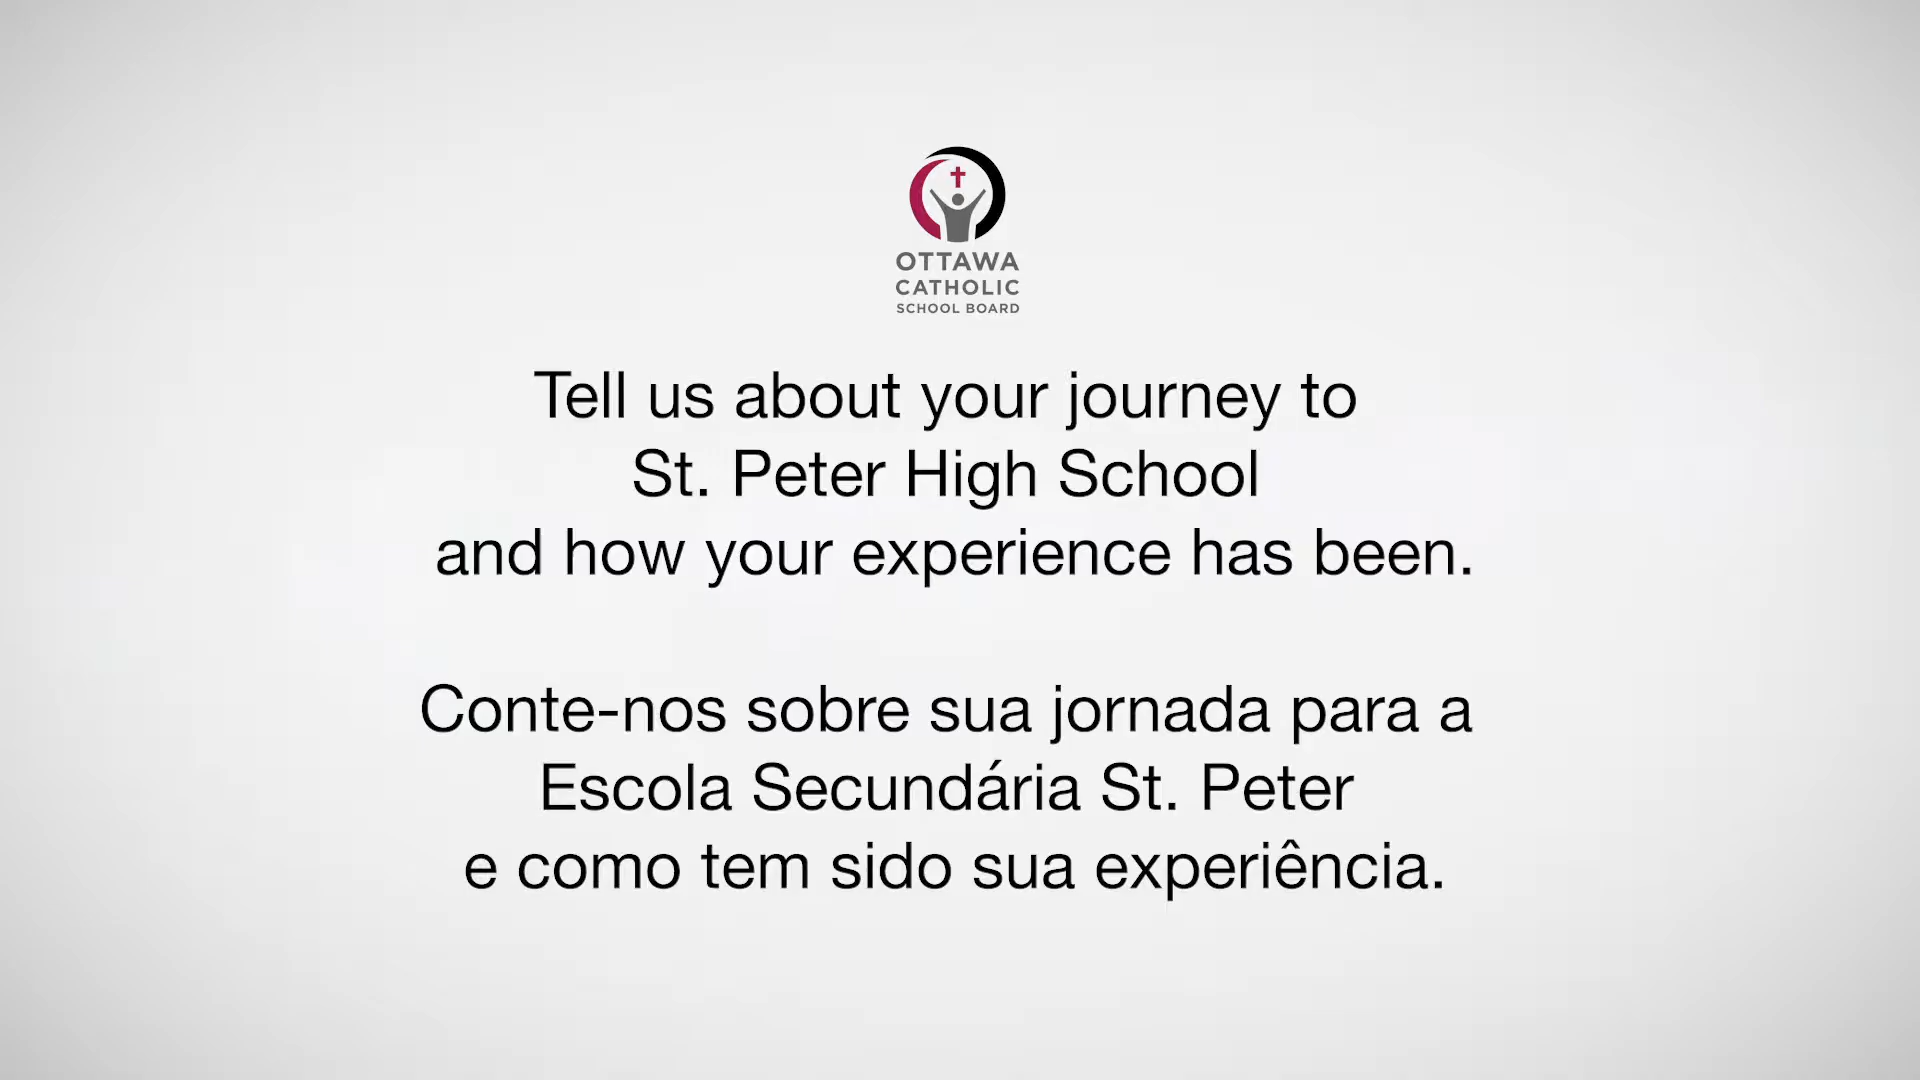 OTTAWA
CATHOLIC
SCHOOL BOARD
Tell us about your journey to
St. Peter High School
and how your experience has been.
Conte-nos sobre sua jornada para a
Escola Secundária St. Peter
e como tem sido sua experiência.